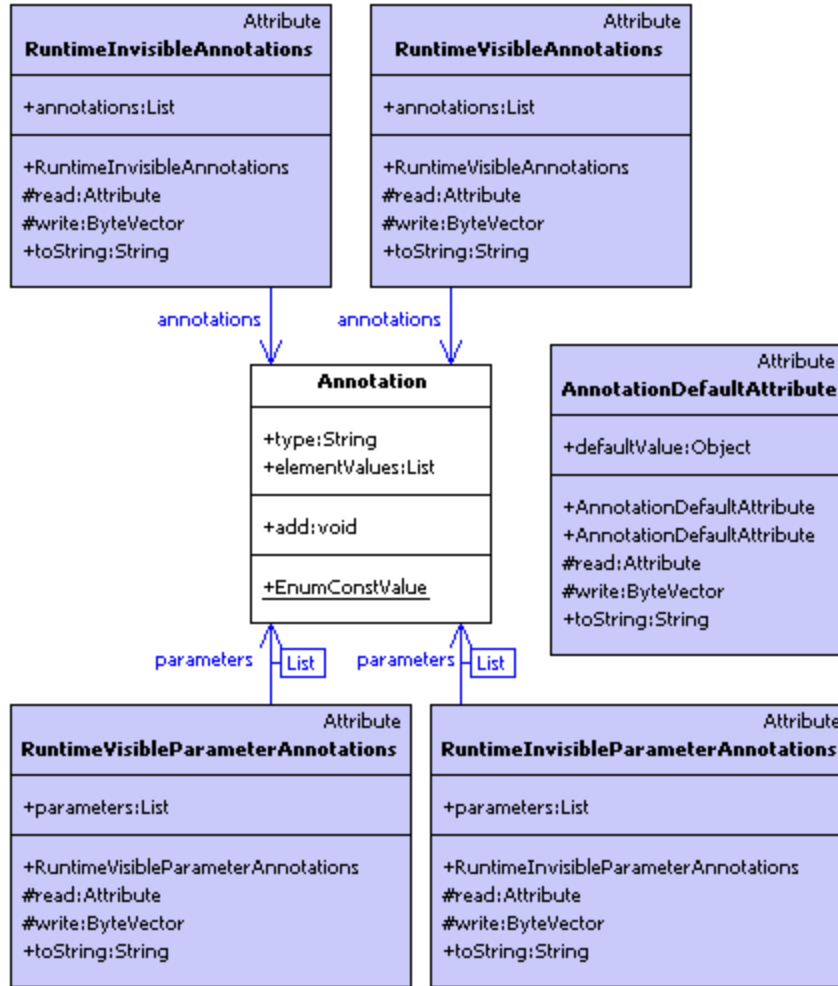 Attribute
RuntimeInvisibleAnnotations
+annotations:List
+RuntimeInvisibleAnnotations
#read:Attribute
#write:ByteVector
+toString:String
Attribute
RuntimeVisibleAnnotations
+annotations:List
+RuntimeVisibleAnnotations
#read:Attribute
#write:ByteVector
+toString:String
annotations
annotations
Annotation
+type:String
+elementValues:List
+add:void
+EnumConstValue
Attribute
AnnotationDefaultAttribute
+defaultValue:Object
+AnnotationDefaultAttribute
+AnnotationDefaultAttribute
#read:Attribute
#write:ByteVector
+toString:String
parameters
List
parameters
List
Attribute
RuntimeVisibleParameterAnnotations
+parameters:List
+RuntimeVisibleParameterAnnotations
#read:Attribute
#write:ByteVector
+toString:String
Attribute
RuntimeInvisibleParameterAnnotations
+parameters:List
+RuntimeInvisibleParameterAnnotations
#read:Attribute
#write:ByteVector
+toString:String